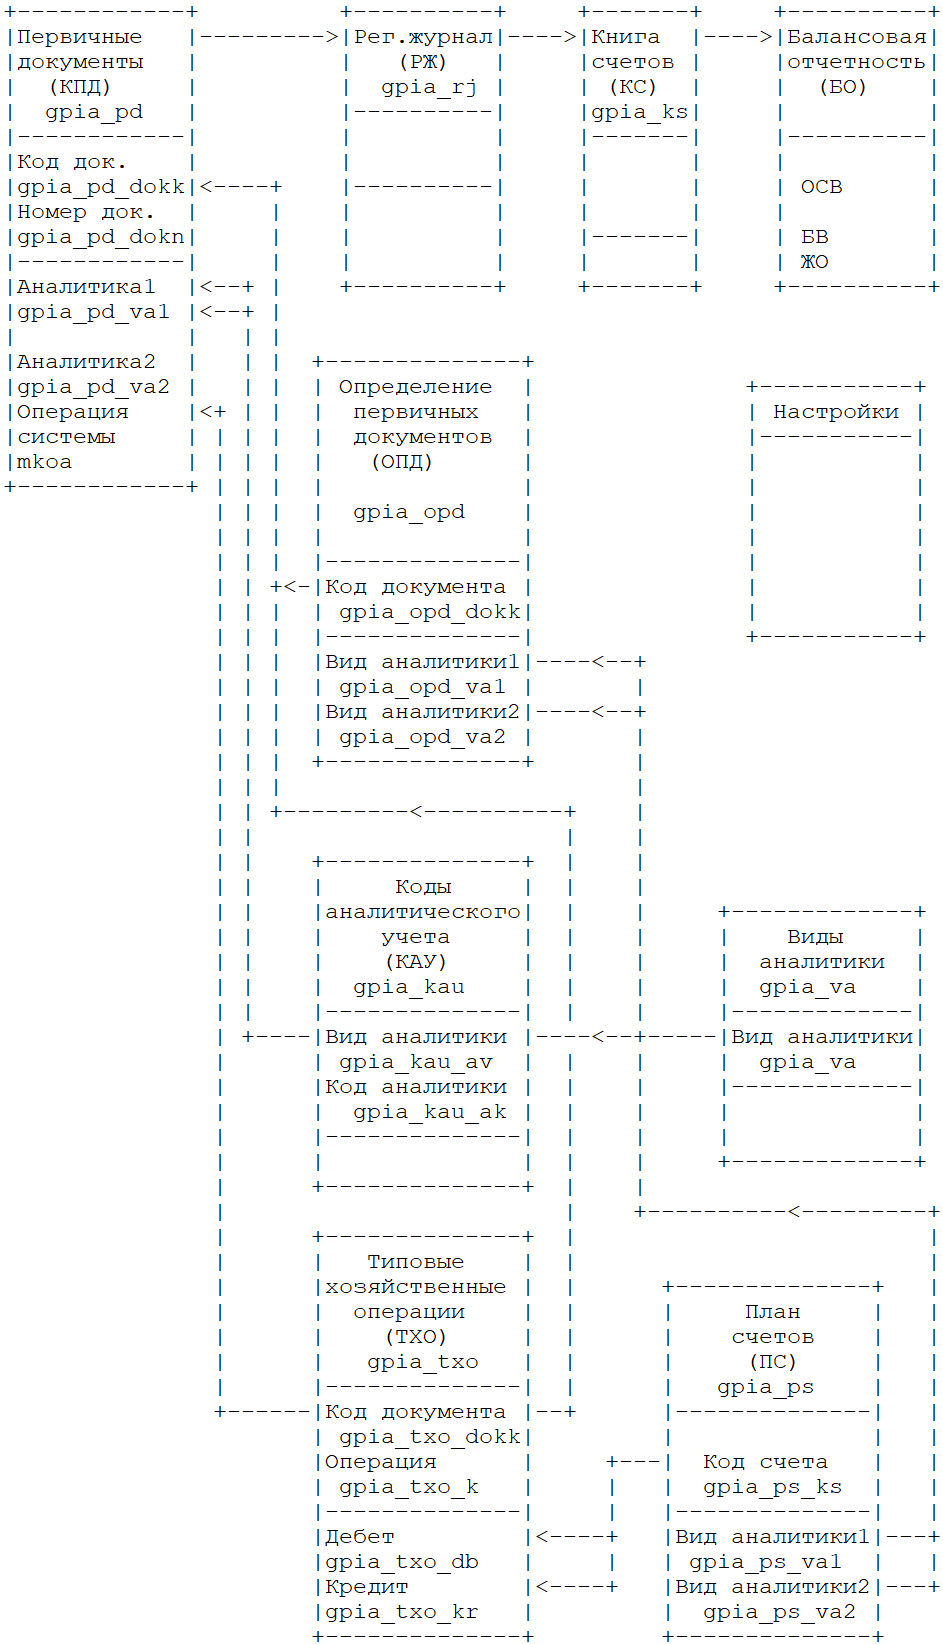 Первичные документы (КПД) gpia_pd
Код док.
gpia_pd_dokk
Номер док.
gpia_pd_dokn
Аналитика1
gpia_pd_va1
Аналитика2
gpia_pd_va2
Операция
системы
mkoa
Рег.журнал
(РЖ)
gpia_rj
Книга
счетов
(КС)
gpia_ks
Балансовая
отчетность
(БО)
ОСВ
БВ
ЖО
Определение
первичных
документов
(ОПД)
gpia_opd
Код документа
gpia_opd_dokk
Вид аналитики1
gpia_opd_va1
Вид аналитики2
gpia_opd_va2
Настройки
Коды
аналитического
учета
(КАУ)
gpia_kau
Вид аналитики
gpia_kau_av
Код аналитики
gpia_kau_ak
Виды
аналитики
gpia_va
Вид аналитики
gpia_va
Типовые
хозяйственные
операции
(ТХО)
gpia_txo
Код документа
gpia_txo_dokk
Операция
gpia_txo_k
Дебет
gpia_txo_db
Кредит
gpia_txo_kr
План
счетов
(ПС)
gpia_ps
Код счета
gpia_ps_ks
Вид аналитики1
gpia_ps_va1
Вид аналитики2
gpia_ps_va2